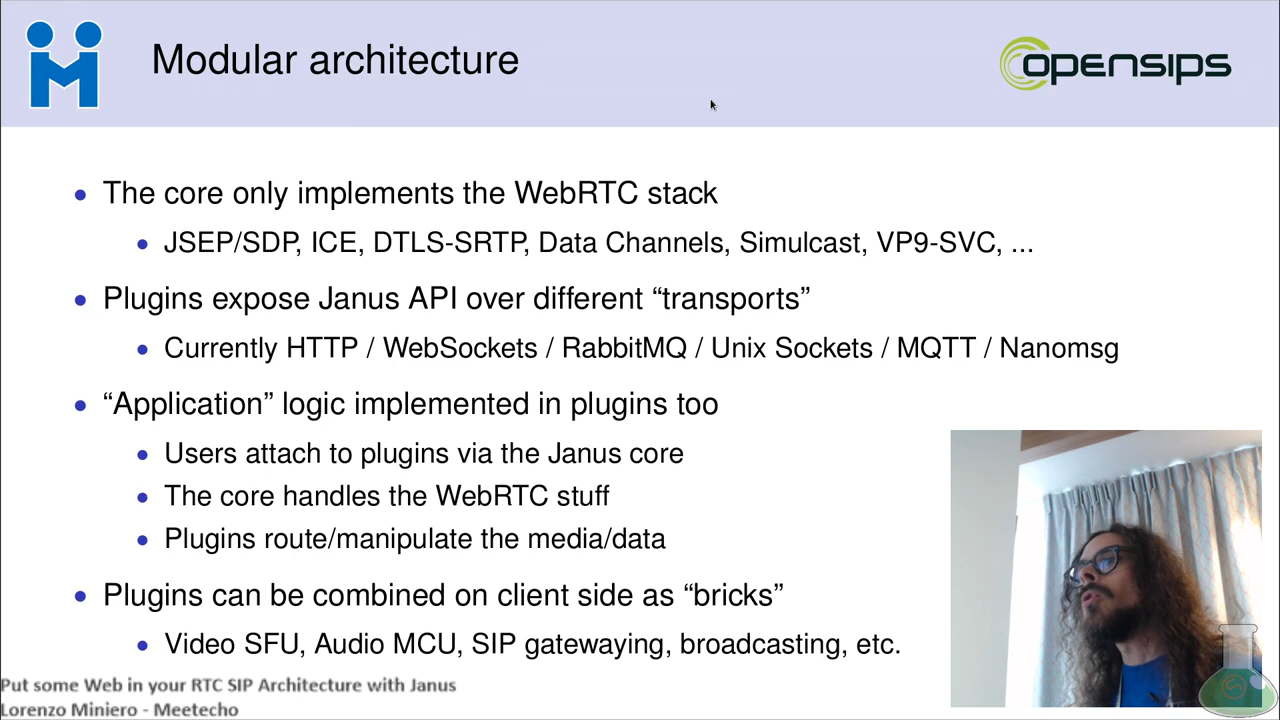 Modular architecture
OPENSIPS
The core only implements the WebRTC stack
JSEP/SDP, ICE, DTLS-SRTP, Data Channels, Simulcast, VP9-SVC, ...
Plugins expose Janus API over different “transports”
Currently HTTP / WebSockets / RabbitMQ / Unix Sockets / MQTT / Nanomsg
“Application” logic implemented in plugins too
Users attach to plugins via the Janus core
The core handles the WebRTC stuff
Plugins route/manipulate the media/data
Plugins can be combined on client side as “bricks”
Video SFU, Audio MCU, SIP gatewaying, broadcasting, etc.
Put some Web in your RTC SIP Architecture with Janus
Lorenzo Miniero - Meetecho